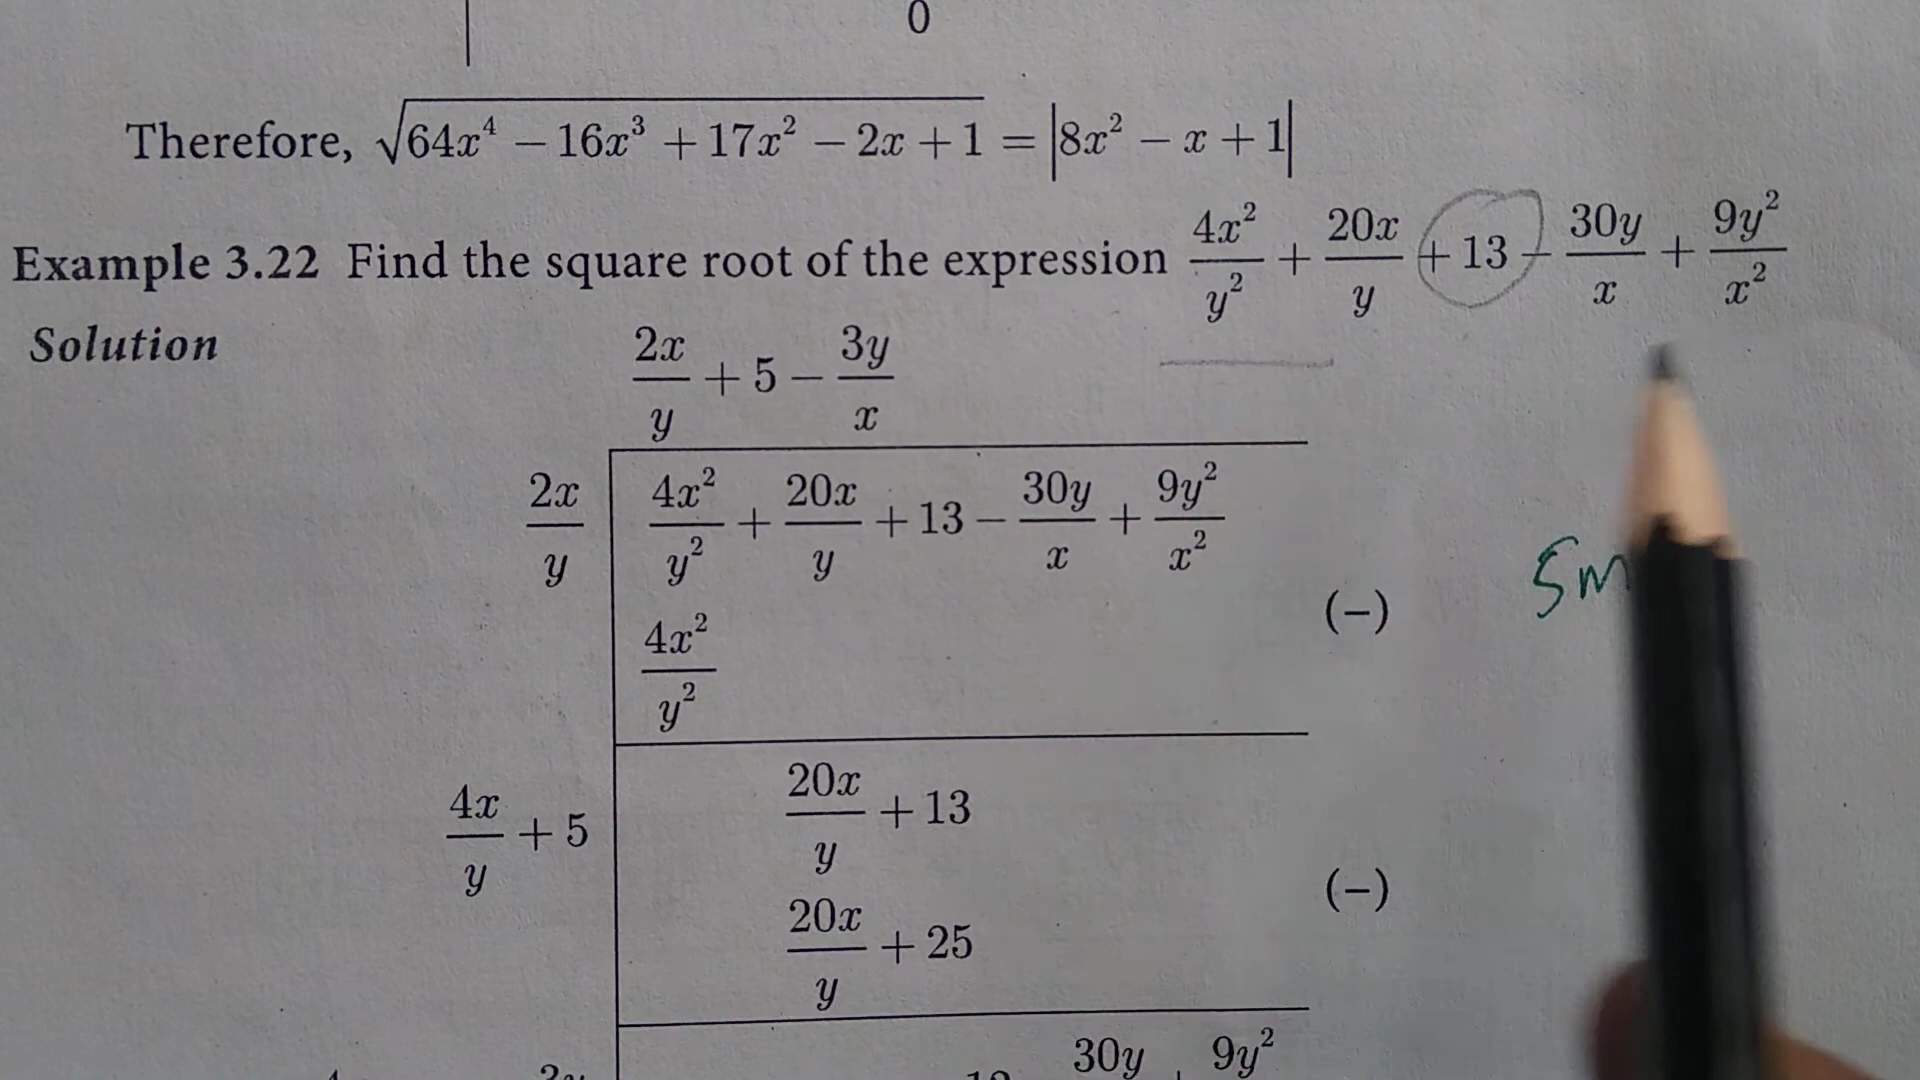 0
Therefore, √(64x⁴ − 16x³ + 17x² − 2x + 1) = |8x² − x + 1|
Example 3.22 Find the square root of the expression 4x²/y² + 20x/y + 13 − 30y/x + 9y²/x²
Solution
2x/y + 5 − 3y/x
2x/y | 4x²/y² + 20x/y + 13 − 30y/x + 9y²/x²
4x²/y² (−)
4x/y + 5 | 20x/y + 13
20x/y + 25 (−)
30y 9y²